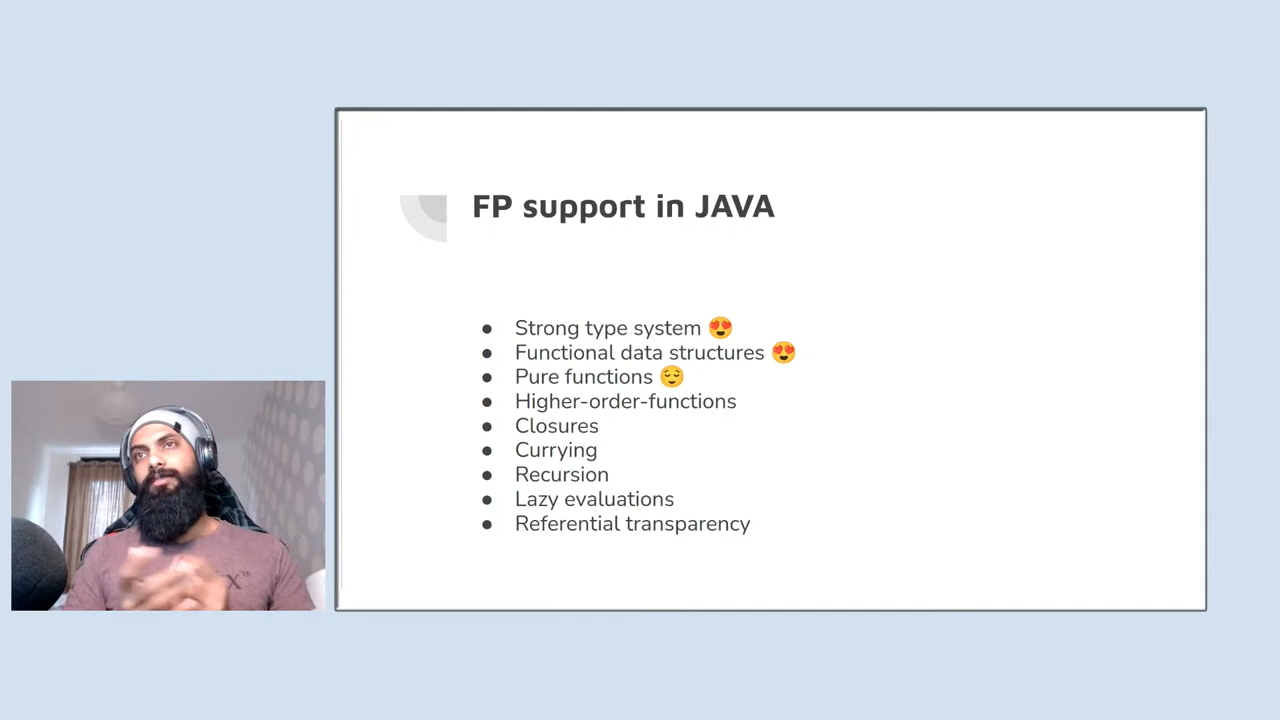 FP support in JAVA
● Strong type system 😍
● Functional data structures 😍
● Pure functions 😌
● Higher-order-functions
● Closures
● Currying
● Recursion
● Lazy evaluations
● Referential transparency